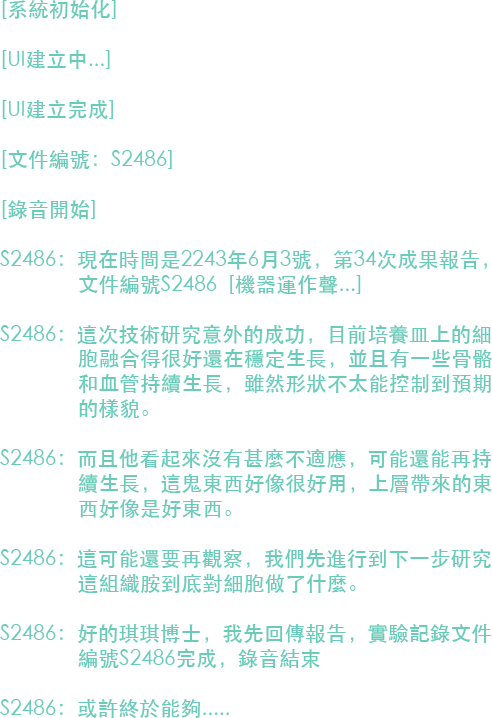 [系統初始化]
[UI建立中...]
[UI建立完成]
[文件編號：S2486]
[錄音開始]
S2486：現在時間是2243年6月3號，第34次成果報告，
文件編號S2486 [機器運作聲...]
S2486：這次技術研究意外的成功，目前培養皿上的細
胞融合得很好還在穩定生長，並且有一些骨骼
和血管持續生長，雖然形狀不太能控制到預期
的樣貌。
S2486：而且他看起來沒有甚麼不適應，可能還能再持
續生長，這鬼東西好像很好用，上層帶來的東
西好像是好東西。
S2486：這可能還要再觀察，我們先進行到下一步研究
這組織胺到底對細胞做了什麼。
S2486：好的琪琪博士，我先回傳報告，實驗記錄文件
編號S2486完成，錄音結束
S2486：或許終於能夠.....